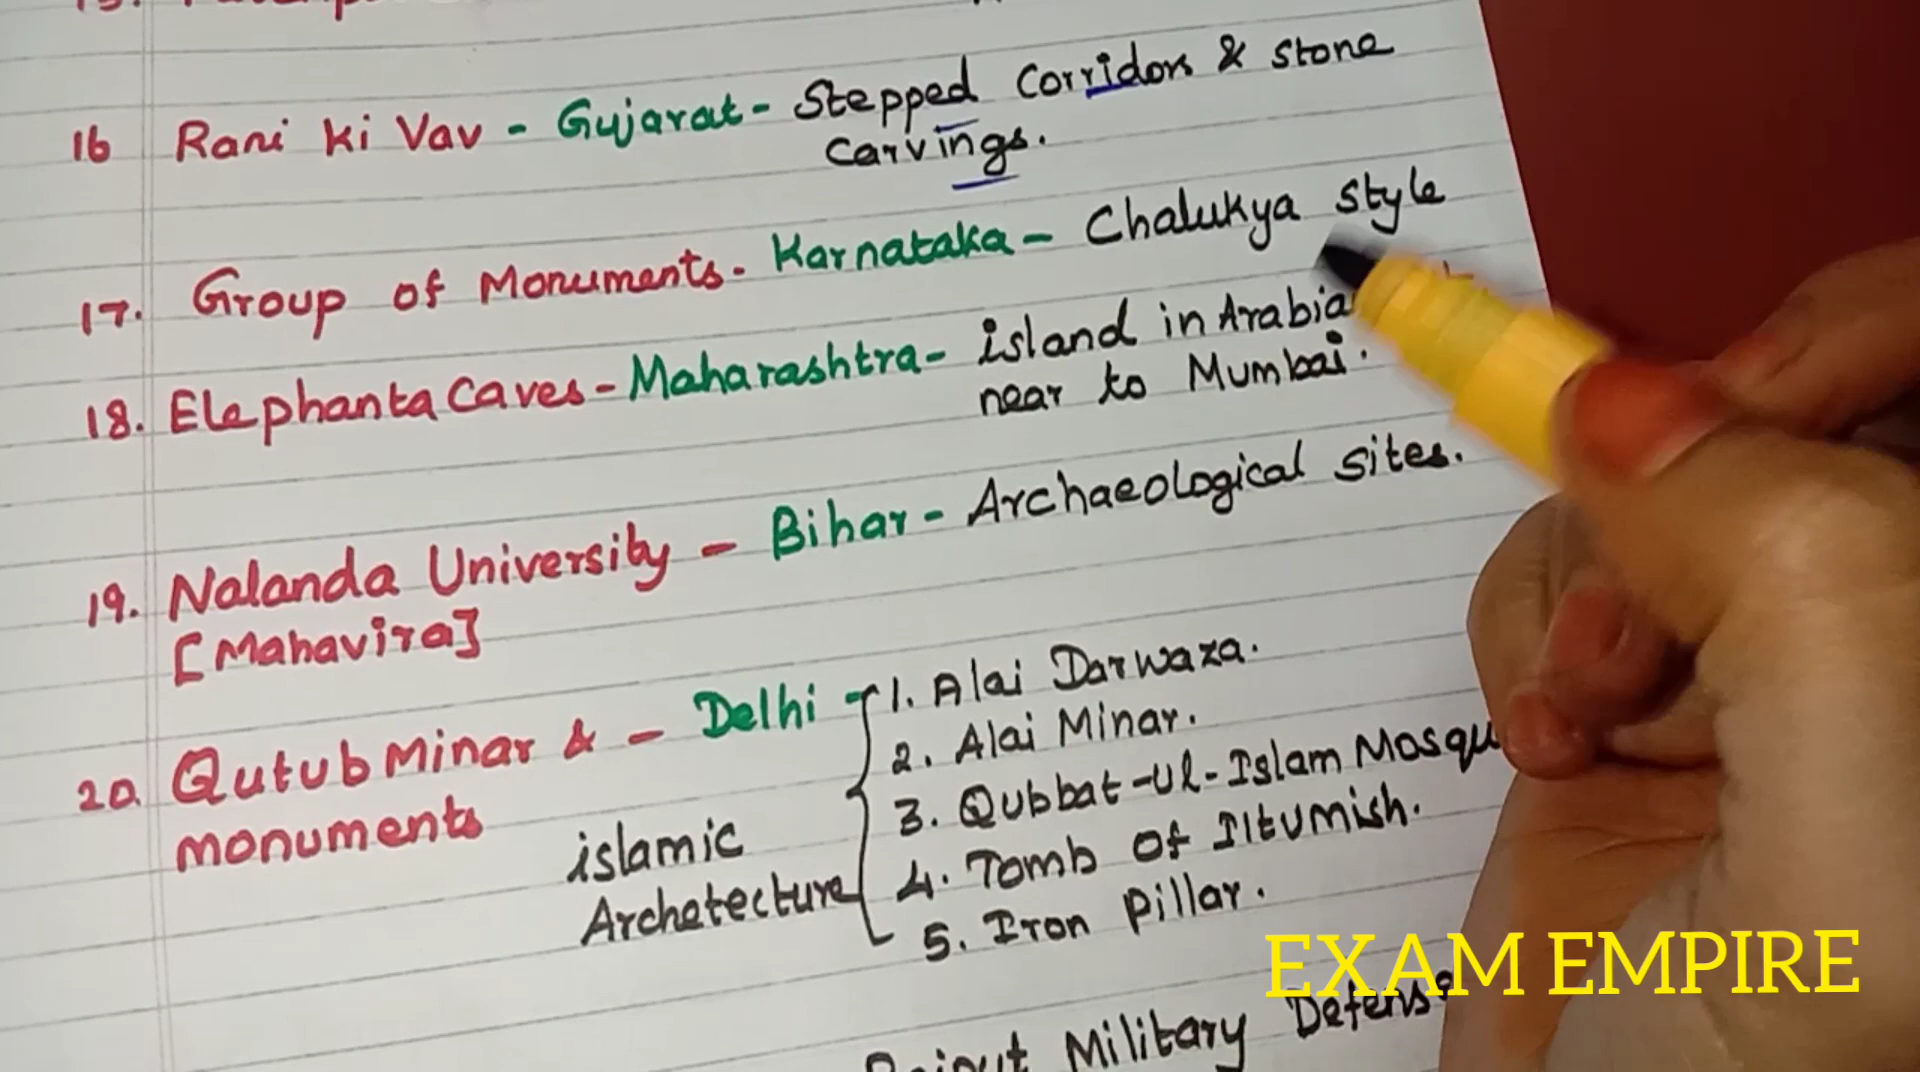 16 Rani Ki Vav - Gujarat - Stepped Corridors & stone
carvings.
17. Group of Monuments. Karnataka - Chalukya style
18. Elephanta Caves - Maharashtra - island in Arabia
near to Mumbai.
19. Nalanda University - Bihar - Archaeological sites.
[Mahavira]
20. Qutub Minar & - Delhi - 1. Alai Darwaza.
monuments
islamic
Archetecture
2. Alai Minar.
3. Qubbat-Ul-Islam Mosqu
4. Tomb of Iltumish.
5. Iron pillar.
EXAM EMPIRE
Military Defense